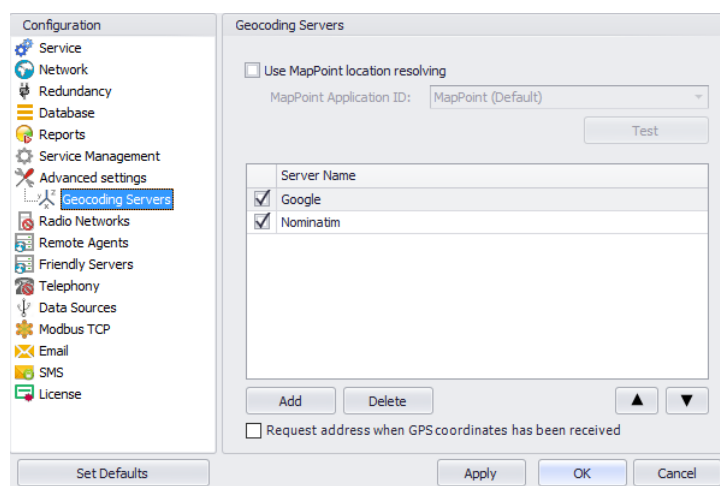 Configuration
Service
Network
Redundancy
Database
Reports
Service Management
Advanced settings
Geocoding Servers
Radio Networks
Remote Agents
Friendly Servers
Telephony
Data Sources
Modbus TCP
Email
SMS
License
Set Defaults
Geocoding Servers
Use MapPoint location resolving
MapPoint Application ID: MapPoint (Default)
Test
Server Name
Google
Nominatim
Add Delete
Request address when GPS coordinates has been received
Apply OK Cancel